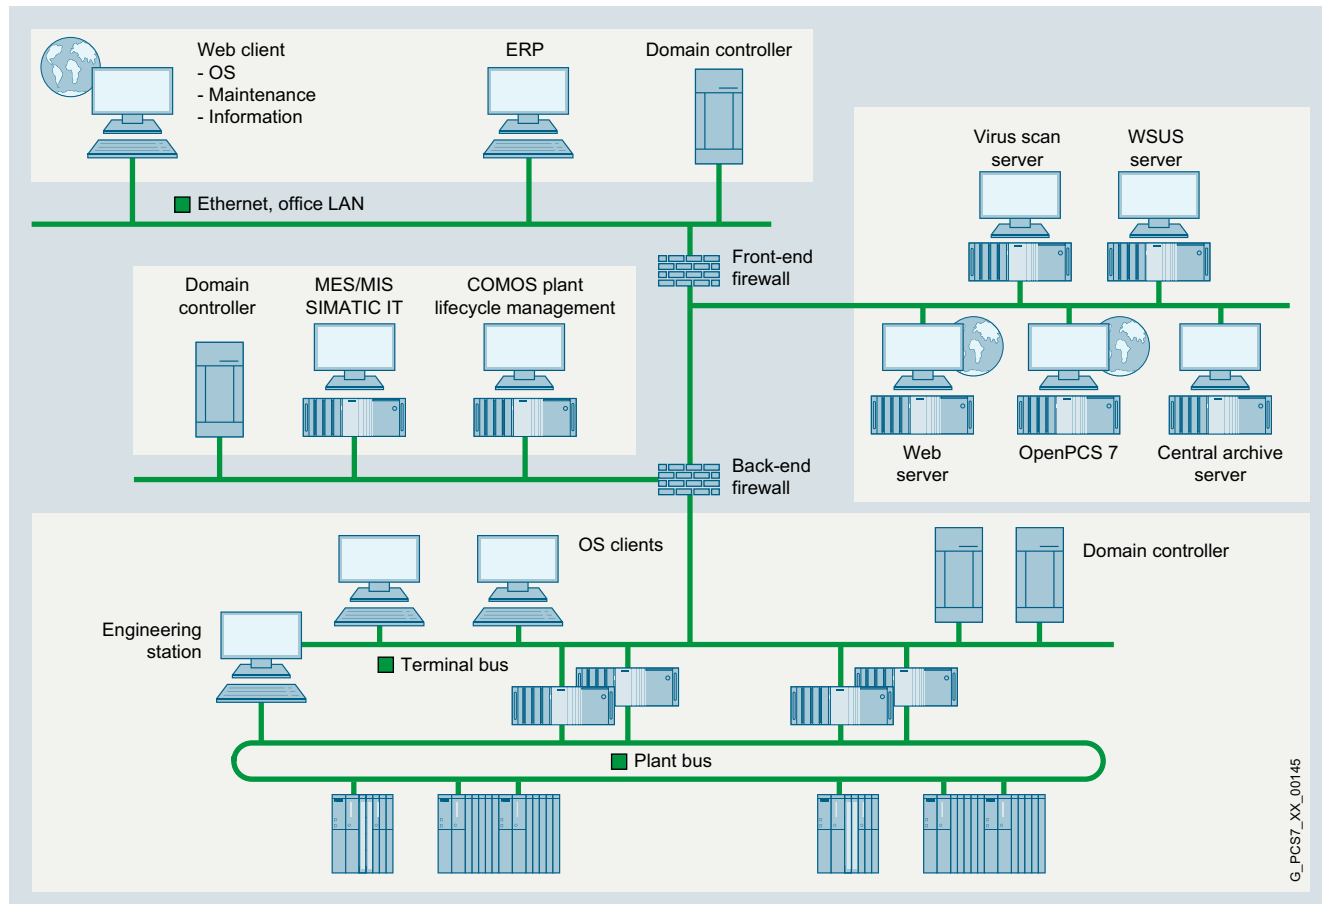 Web client
- OS
- Maintenance
- Information
ERP
Domain controller
Ethernet, office LAN
Virus scan
server
WSUS
server
Front-end
firewall
Domain
controller
MES/MIS
SIMATIC IT
COMOS plant
lifecycle management
Web
server
OpenPCS 7
Central archive
server
Back-end
firewall
OS clients
Domain controller
Engineering
station
Terminal bus
Plant bus
G_PCS7_XX_00145